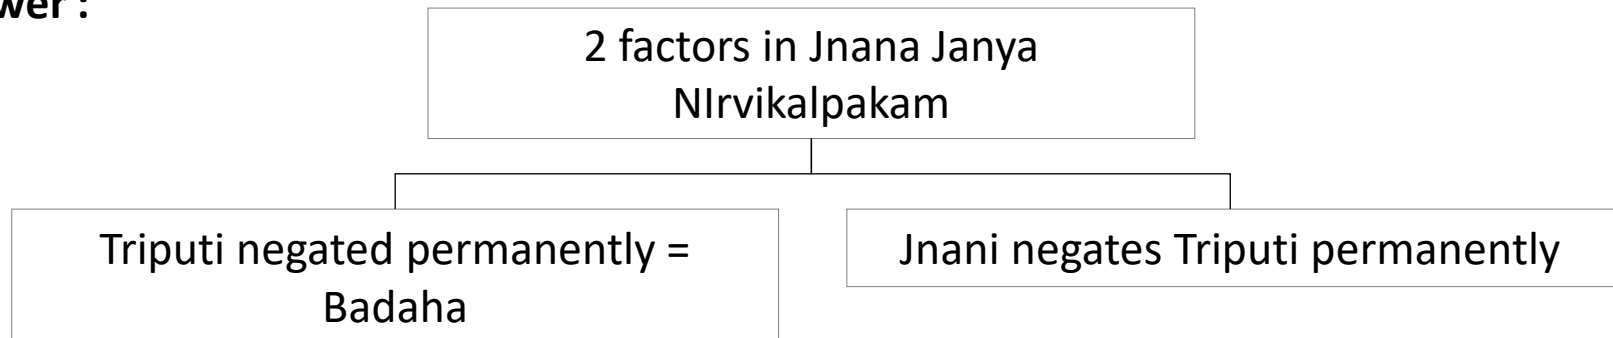 wer :
2 factors in Jnana Janya
NIrvikalpakam
Triputi negated permanently =
Badaha
Jnani negates Triputi permanently